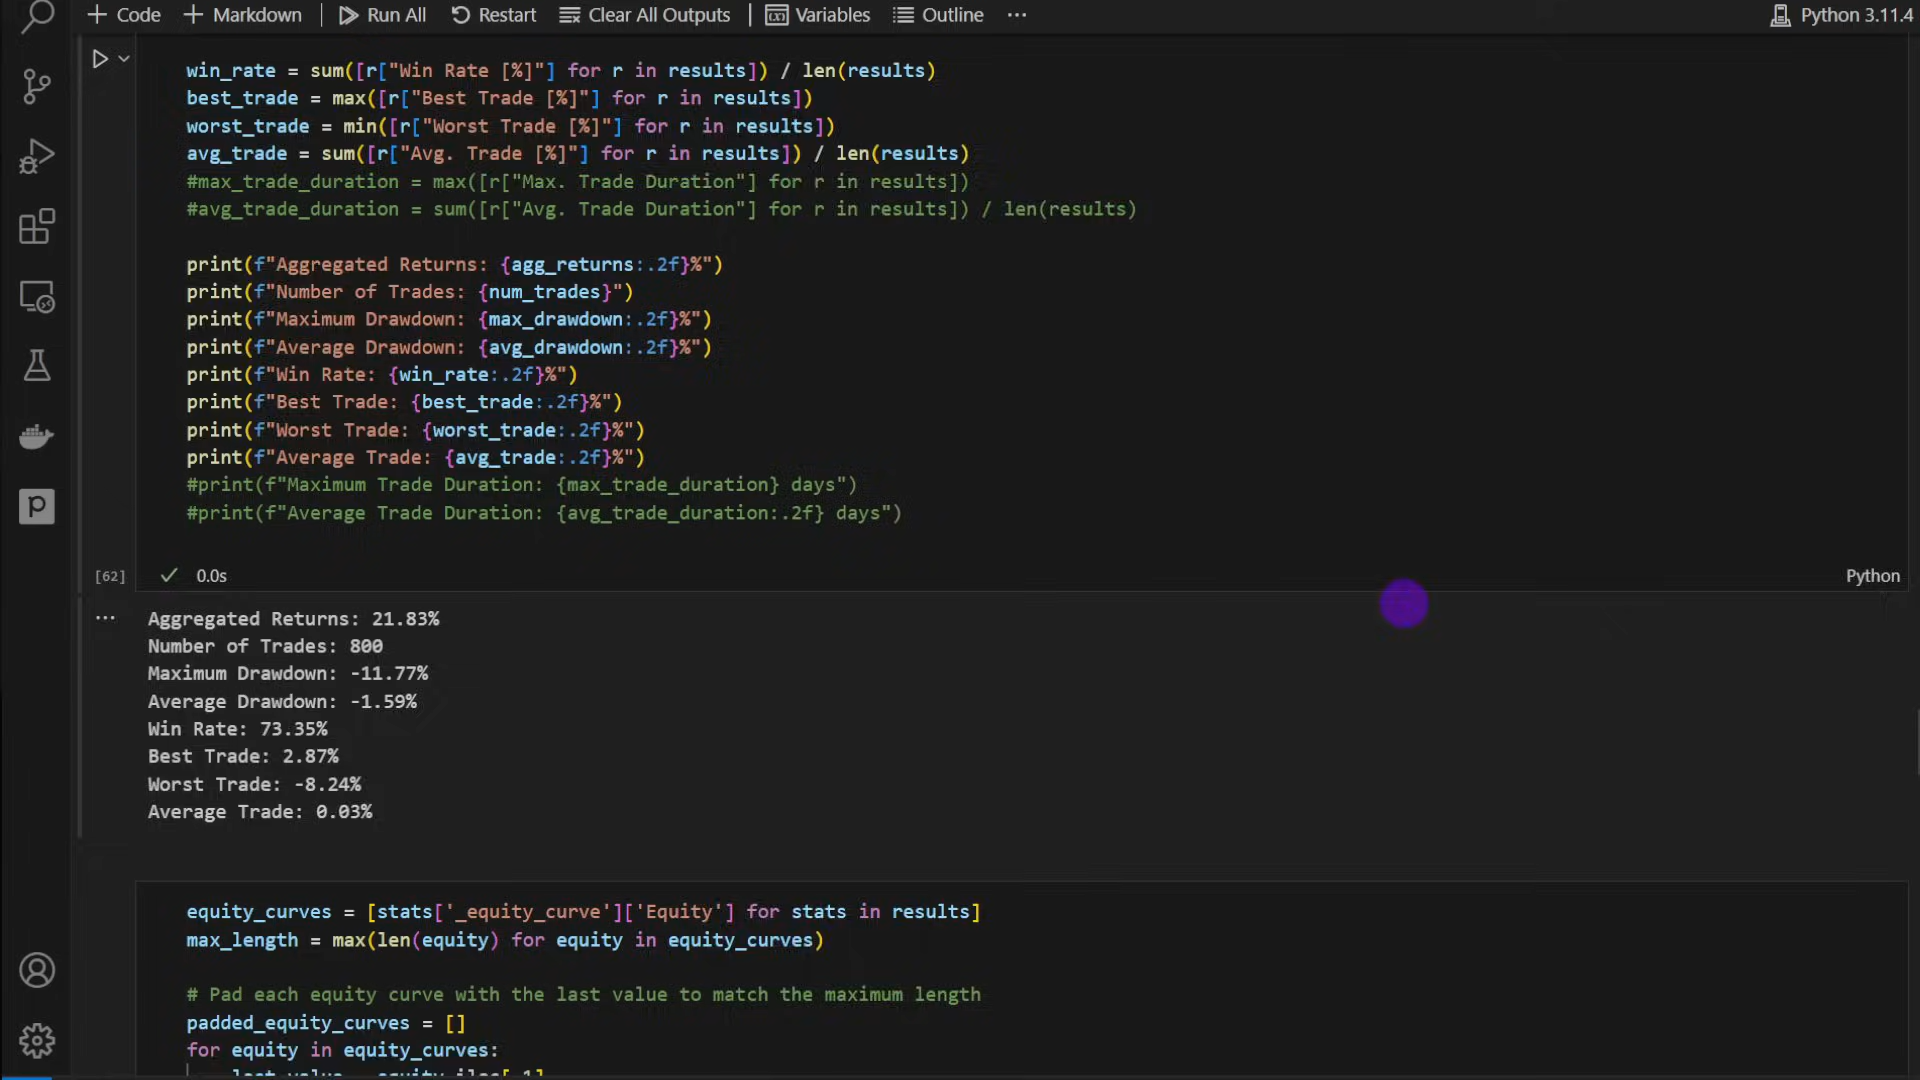 Code Markdown Run All Restart Clear All Outputs Variables Outline ... Python 3.11.4
win_rate = sum([r["Win Rate [%]"] for r in results]) / len(results)
best_trade = max([r["Best Trade [%]"] for r in results])
worst_trade = min([r["Worst Trade [%]"] for r in results])
avg_trade = sum([r["Avg. Trade [%]"] for r in results]) / len(results)
#max_trade_duration = max([r["Max. Trade Duration"] for r in results])
#avg_trade_duration = sum([r["Avg. Trade Duration"] for r in results]) / len(results)
print(f"Aggregated Returns: {agg_returns:.2f}%")
print(f"Number of Trades: {num_trades}")
print(f"Maximum Drawdown: {max_drawdown:.2f}%")
print(f"Average Drawdown: {avg_drawdown:.2f}%")
print(f"Win Rate: {win_rate:.2f}%")
print(f"Best Trade: {best_trade:.2f}%")
print(f"Worst Trade: {worst_trade:.2f}%")
print(f"Average Trade: {avg_trade:.2f}%")
#print(f"Maximum Trade Duration: {max_trade_duration} days")
#print(f"Average Trade Duration: {avg_trade_duration:.2f} days")
[62] 0.0s Python
... Aggregated Returns: 21.83%
Number of Trades: 800
Maximum Drawdown: -11.77%
Average Drawdown: -1.59%
Win Rate: 73.35%
Best Trade: 2.87%
Worst Trade: -8.24%
Average Trade: 0.03%
equity_curves = [stats['_equity_curve']['Equity'] for stats in results]
max_length = max(len(equity) for equity in equity_curves)
# Pad each equity curve with the last value to match the maximum length
padded_equity_curves = []
for equity in equity_curves: